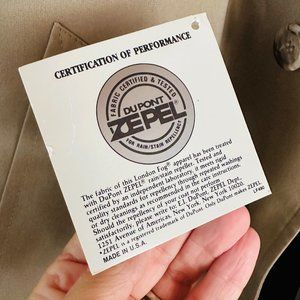 CERTIFICATION OF PERFORMANCE
FABRIC CERTIFIED & TESTED
DU PONT
ZEPEL®
FOR RAIN/STAIN REPELLENCY
The fabric of this London Fog® apparel has been treated
with DuPont ZEPEL® rain/stain repeller. Tested and
certified by an independent laboratory, it meets rigid
quality standards for repellency through repeated washings
or dry cleanings as recommended in the care instructions.
Should the repellency of your coat not prove
satisfactory, please write to: E.I. DuPont, ZEPEL Dept.,
1251 Avenue of Americas, New York, New York 10020.
ZEPEL is a registered trademark of DuPont. Only DuPont makes ZEPEL
MADE IN U.S.A.